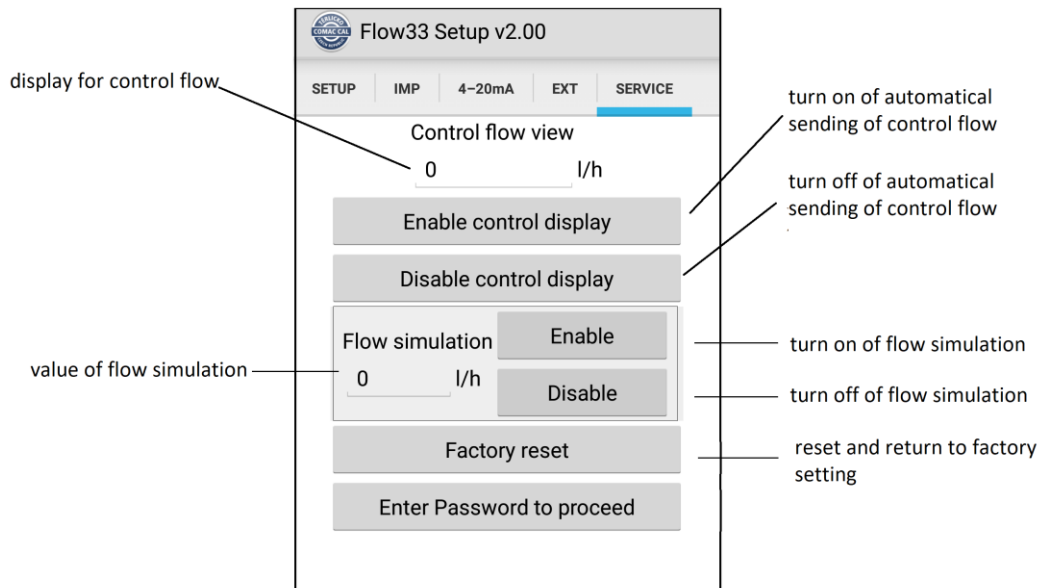 COMAC CAL
Flow33 Setup v2.00
display for control flow
SETUP IMP 4–20mA EXT SERVICE
turn on of automatical
sending of control flow
Control flow view
0 l/h
turn off of automatical
sending of control flow
Enable control display
Disable control display
Flow simulation
Enable
turn on of flow simulation
value of flow simulation
0 l/h
Disable
turn off of flow simulation
Factory reset
reset and return to factory
setting
Enter Password to proceed